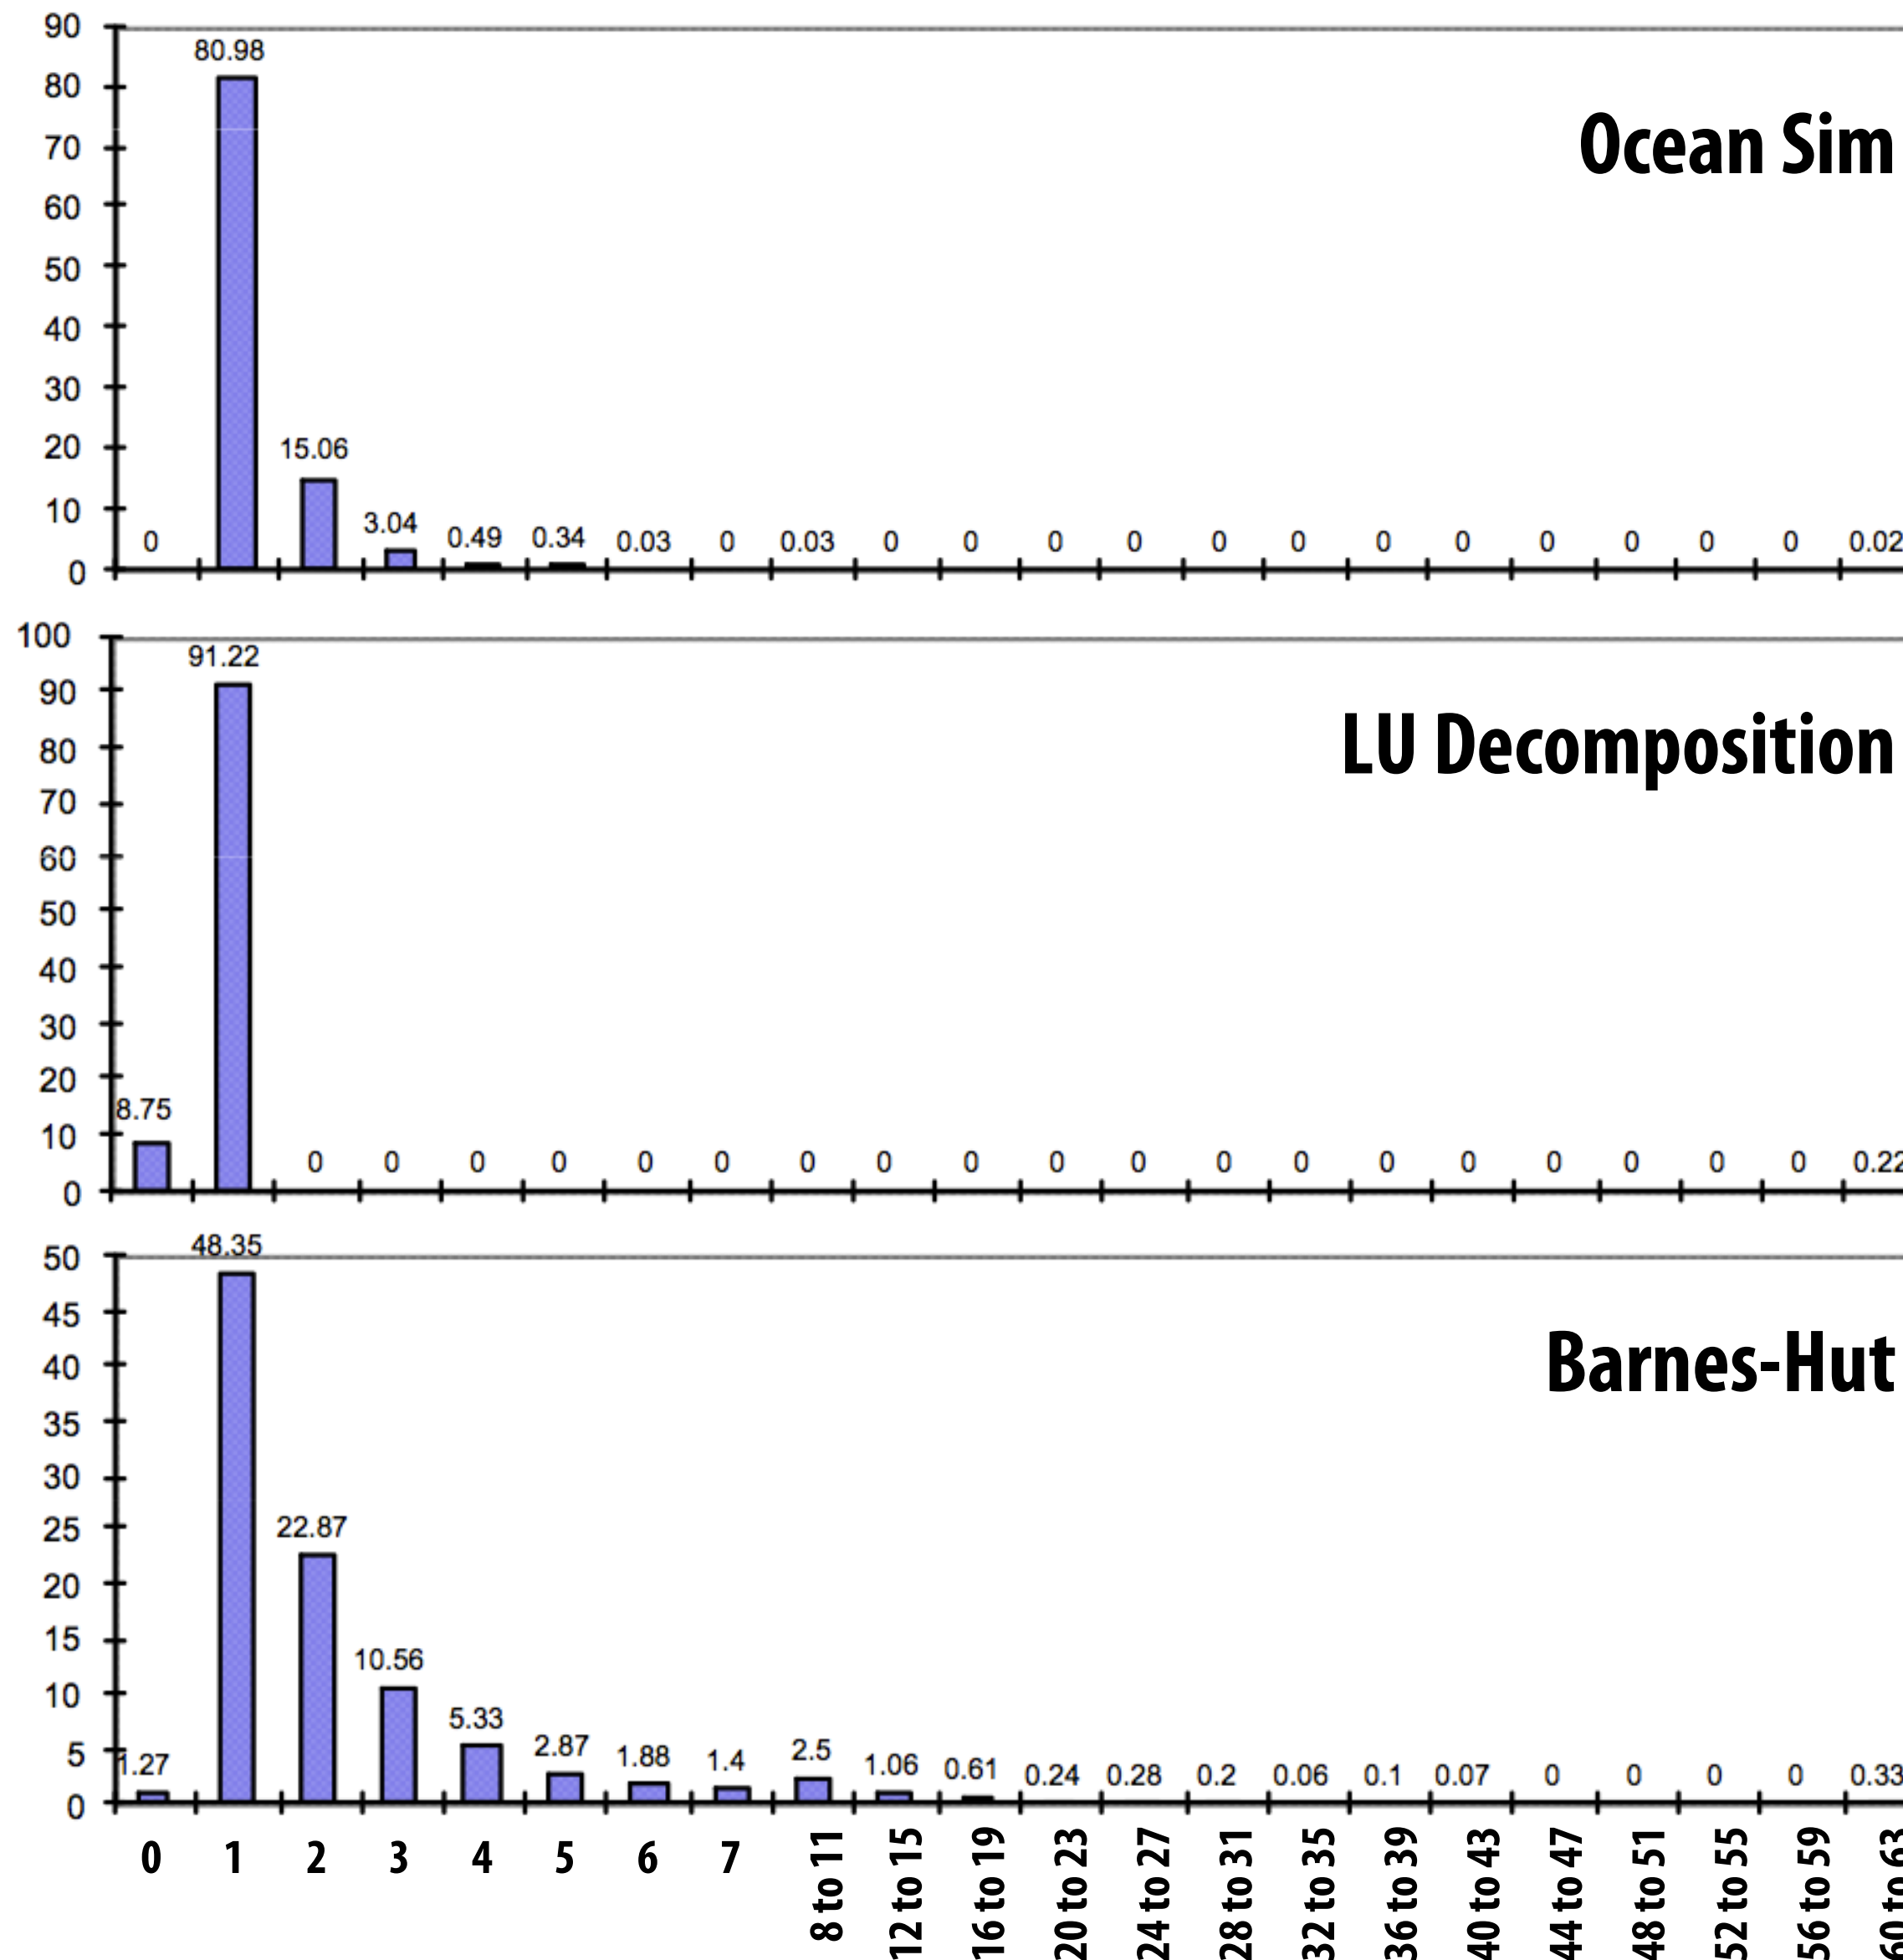 90
80
70
60
50
40
30
20
10
0
Ocean Sim
0 80.98 15.06 3.04 0.49 0.34 0.03 0 0.03 0 0 0 0 0 0 0 0 0 0 0 0 0.02
100
90
80
70
60
50
40
30
20
10
0
LU Decomposition
8.75 91.22 0 0 0 0 0 0 0 0 0 0 0 0 0 0 0 0 0 0 0 0.22
50
45
40
35
30
25
20
15
10
5
0
Barnes-Hut
1.27 48.35 22.87 10.56 5.33 2.87 1.88 1.4 2.5 1.06 0.61 0.24 0.28 0.2 0.06 0.1 0.07 0 0 0 0 0.33
0 1 2 3 4 5 6 7
8 to 11
12 to 15
16 to 19
20 to 23
24 to 27
28 to 31
32 to 35
36 to 39
40 to 43
44 to 47
48 to 51
52 to 55
56 to 59
60 to 63